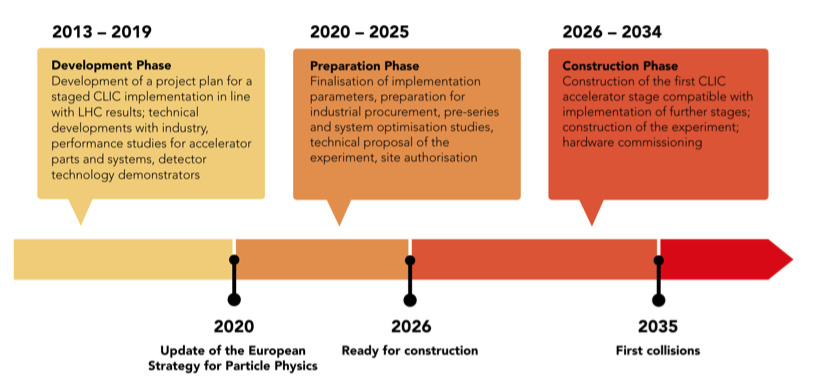 2013 – 2019
Development Phase
Development of a project plan for a
staged CLIC implementation in line
with LHC results; technical
developments with industry,
performance studies for accelerator
parts and systems, detector
technology demonstrators
2020 – 2025
Preparation Phase
Finalisation of implementation
parameters, preparation for
industrial procurement, pre-series
and system optimisation studies,
technical proposal of the
experiment, site authorisation
2026 – 2034
Construction Phase
Construction of the first CLIC
accelerator stage compatible with
implementation of further stages;
construction of the experiment;
hardware commissioning
2020
Update of the European
Strategy for Particle Physics
2026
Ready for construction
2035
First collisions